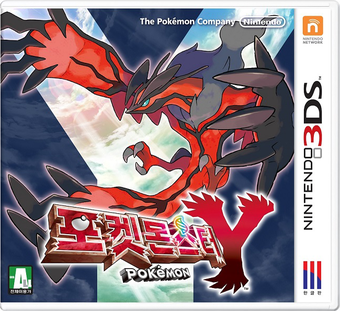 The Pokémon Company Nintendo
NINTENDO
NETWORK
NINTENDO 3DS
포켓몬스터 Y
POKéMON
A
전체이용가
한글판